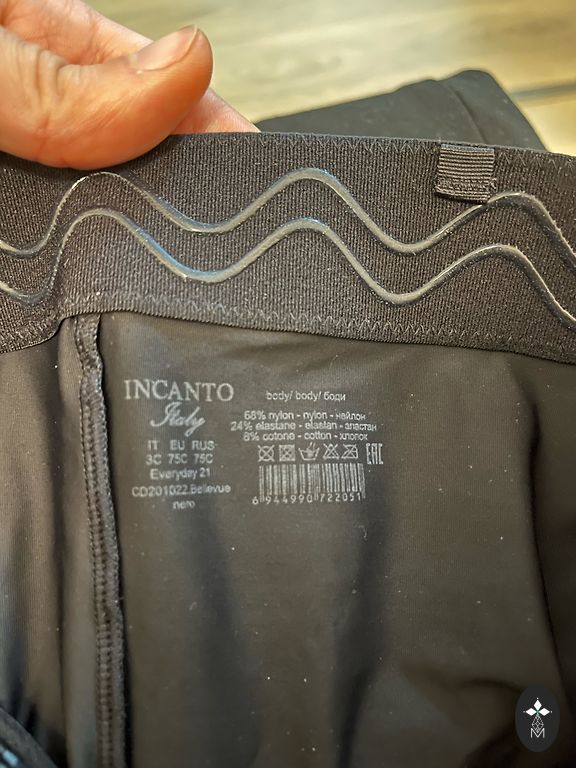 INCANTO
Italy
IT EU RUS
3C 75C 75C
Everyday 21
CD201022.Bellevue
nero
body/ body/ боди
68% nylon - nylon - нейлон
24% elastane - elastan - эластан
8% cotone - cotton - хлопок
EAC
6 944990 722051
M